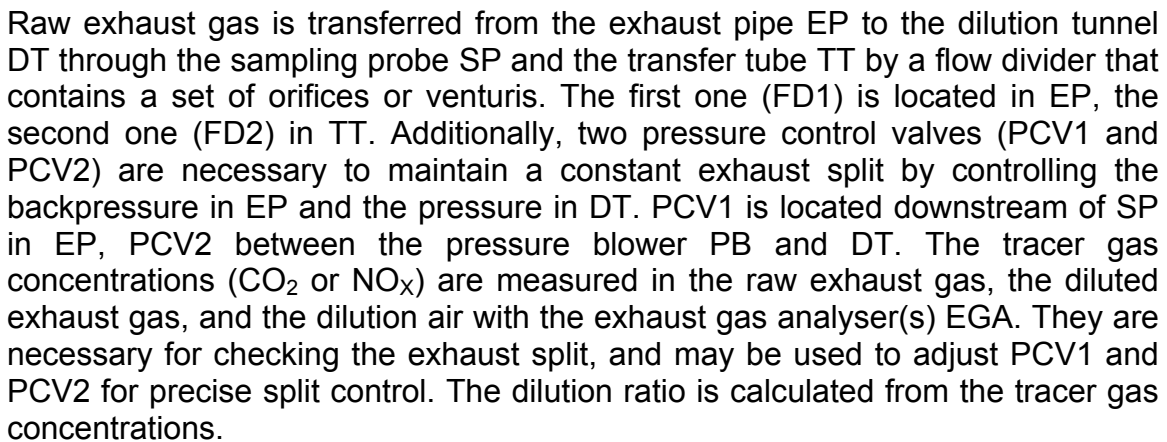 Raw exhaust gas is transferred from the exhaust pipe EP to the dilution tunnel
DT through the sampling probe SP and the transfer tube TT by a flow divider that
contains a set of orifices or venturis. The first one (FD1) is located in EP, the
second one (FD2) in TT. Additionally, two pressure control valves (PCV1 and
PCV2) are necessary to maintain a constant exhaust split by controlling the
backpressure in EP and the pressure in DT. PCV1 is located downstream of SP
in EP, PCV2 between the pressure blower PB and DT. The tracer gas
concentrations (CO₂ or NOₓ) are measured in the raw exhaust gas, the diluted
exhaust gas, and the dilution air with the exhaust gas analyser(s) EGA. They are
necessary for checking the exhaust split, and may be used to adjust PCV1 and
PCV2 for precise split control. The dilution ratio is calculated from the tracer gas
concentrations.